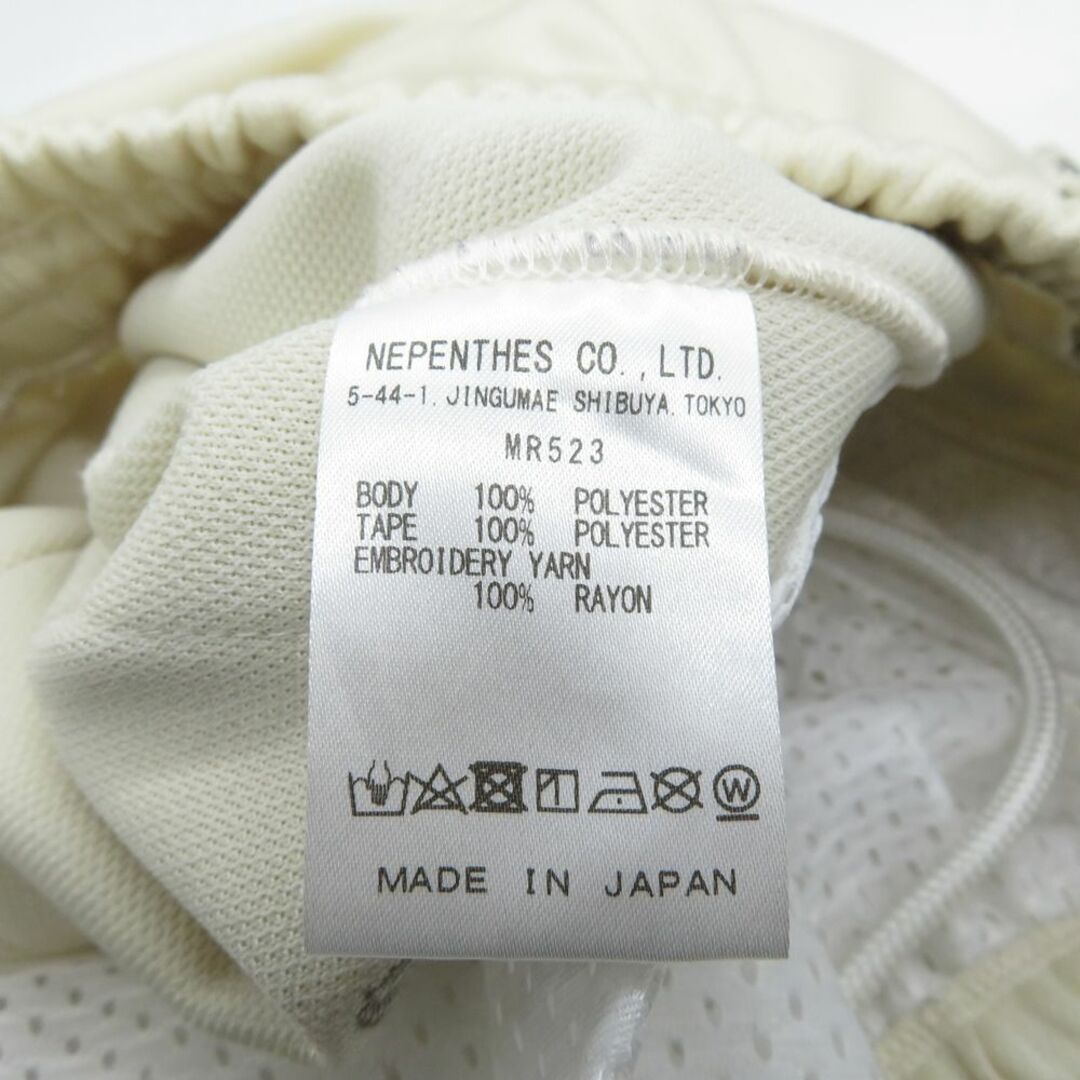 NEPENTHES CO.,LTD.
5-44-1, JINGUMAE SHIBUYA, TOKYO
MR523
BODY 100% POLYESTER
TAPE 100% POLYESTER
EMBROIDERY YARN
100% RAYON
W
MADE IN JAPAN